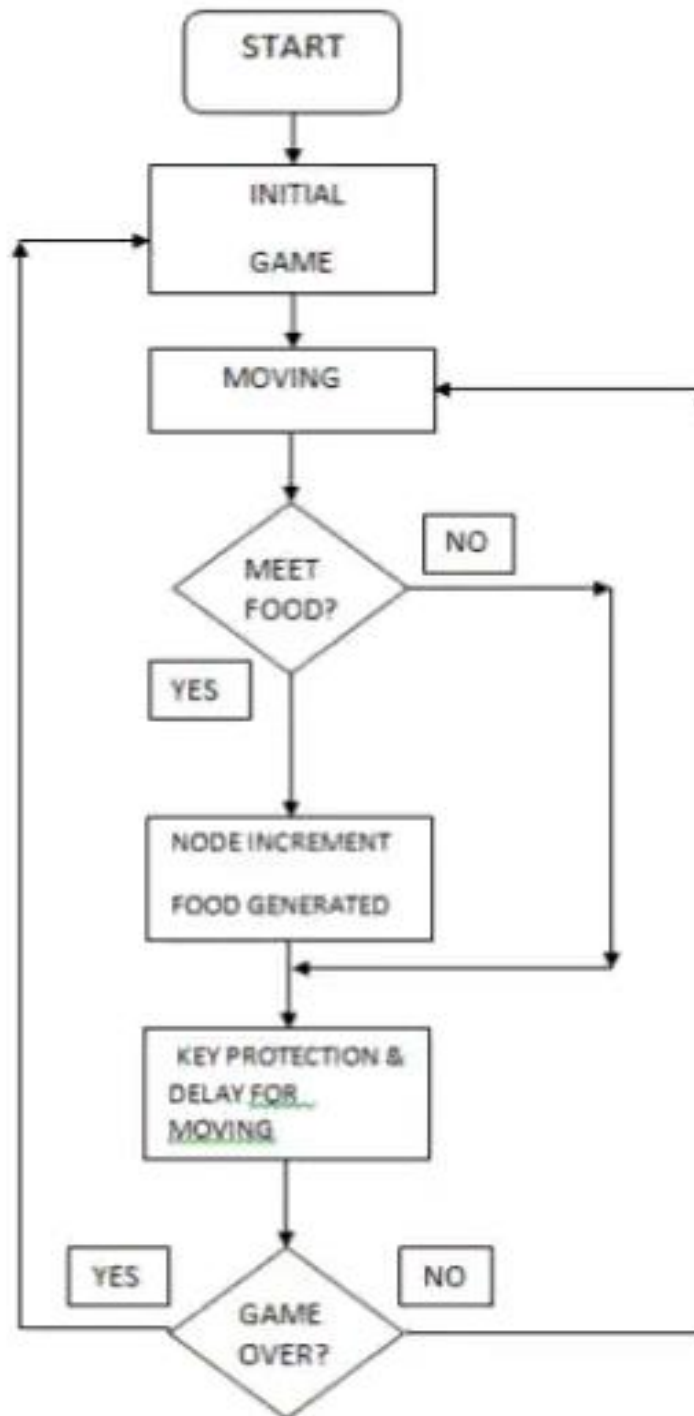 START
INITIAL
GAME
MOVING
NO
MEET
FOOD?
YES
NODE INCREMENT
FOOD GENERATED
KEY PROTECTION &
DELAY FOR
MOVING
YES
NO
GAME
OVER?